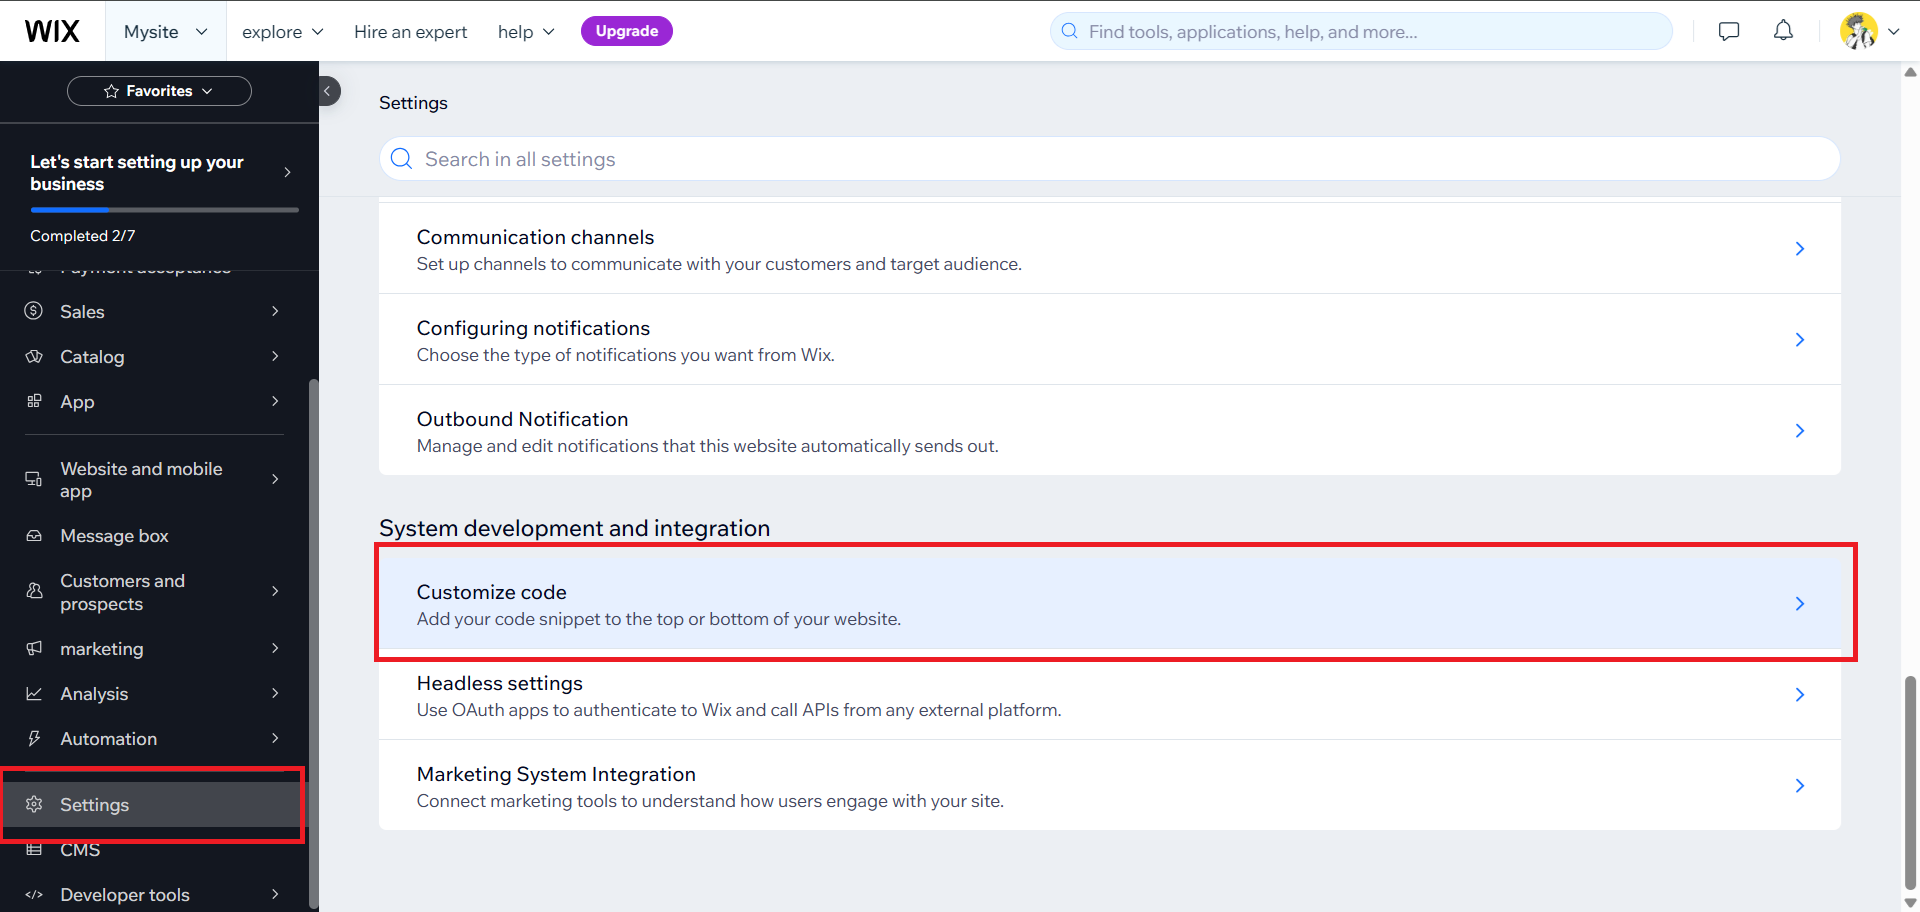 WIX
Mysite
explore
Hire an expert
help
Upgrade
Find tools, applications, help, and more...
Favorites
Let's start setting up your
business
Completed 2/7
Payment acceptance
Sales
Catalog
App
Website and mobile
app
Message box
Customers and
prospects
marketing
Analysis
Automation
Settings
CMS
Developer tools
Settings
Search in all settings
Communication channels
Set up channels to communicate with your customers and target audience.
Configuring notifications
Choose the type of notifications you want from Wix.
Outbound Notification
Manage and edit notifications that this website automatically sends out.
System development and integration
Customize code
Add your code snippet to the top or bottom of your website.
Headless settings
Use OAuth apps to authenticate to Wix and call APIs from any external platform.
Marketing System Integration
Connect marketing tools to understand how users engage with your site.